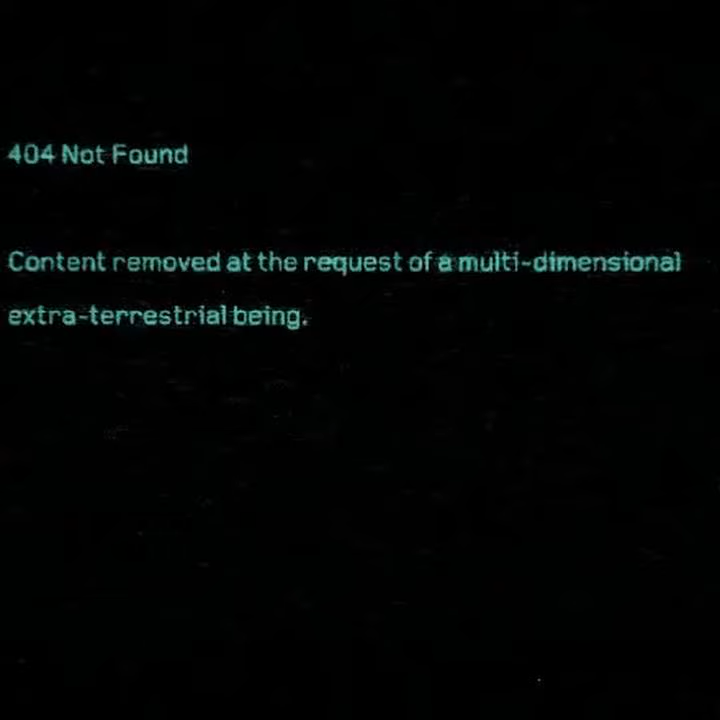 404 Not Found
Content removed at the request of a multi-dimensional
extra-terrestrial being.